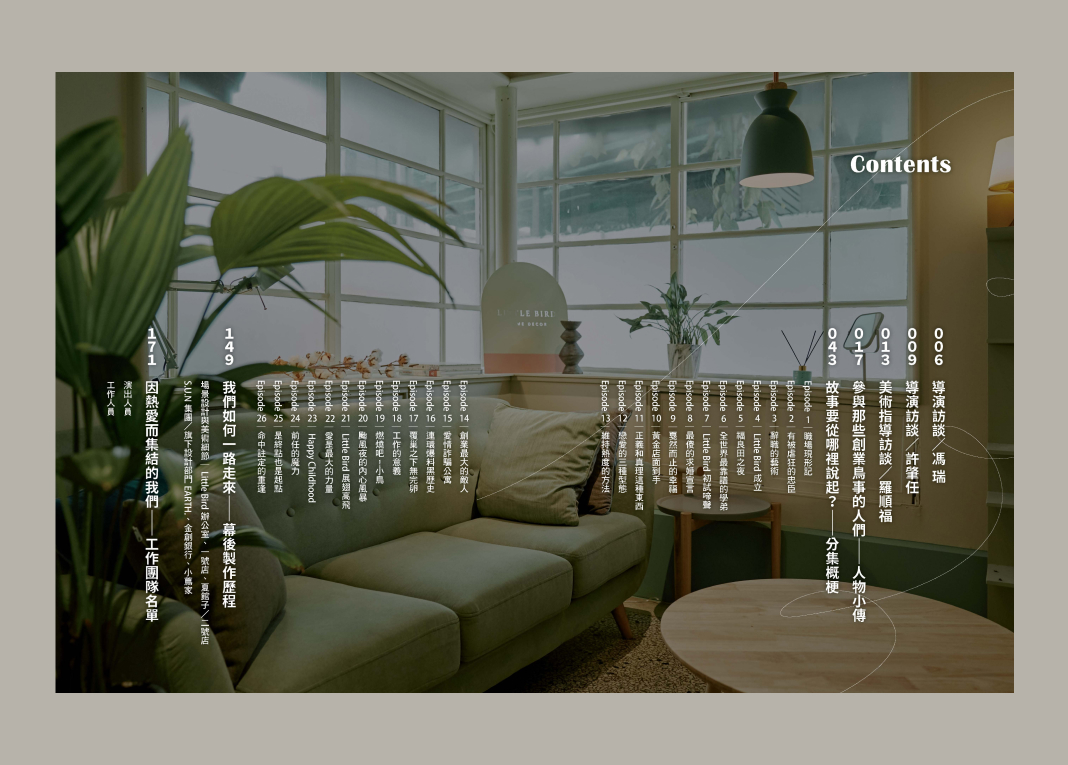 Contents
006 導演訪談／馮 瑞
009 導演訪談／許肇任
013 美術指導訪談／羅順福
017 參與那些創業鳥事的人們——人物小傳
043 故事要從哪裡說起？——分集概梗
Episode 1｜職場現形記
Episode 2｜有被虐狂的忠臣
Episode 3｜辭職的藝術
Episode 4｜Little Bird 成立
Episode 5｜福良田之夜
Episode 6｜全世界最靠譜的學弟
Episode 7｜Little Bird 初試啼聲
Episode 8｜最傻的求婚宣言
Episode 9｜戛然而止的幸福
Episode 10｜黃金店面到手
Episode 11｜正義和真理這種東西
Episode 12｜戀愛的三種型態
Episode 13｜維持熱度的方法
Episode 14｜創業最大的敵人
Episode 15｜愛情詐騙公寓
Episode 16｜連環爆料黑歷史
Episode 17｜覆巢之下無完卵
Episode 18｜工作的意義
Episode 19｜燃燒吧！小鳥
Episode 20｜颱風夜的內心風暴
Episode 21｜Little Bird 展翅高飛
Episode 22｜愛是最大的力量
Episode 23｜Happy Childhood
Episode 24｜前任的魔力
Episode 25｜是終點也是起點
Episode 26｜命中註定的重逢
149 我們如何一路走來——幕後製作歷程
場景設計與美術細節｜Little Bird 辦公室、一號店、夏館子／二號店
S.U.N 集團／旗下設計部門 EARTH.、金創銀行、小蔦家
171 因熱愛而集結的我們——工作團隊名單
演出人員
工作人員